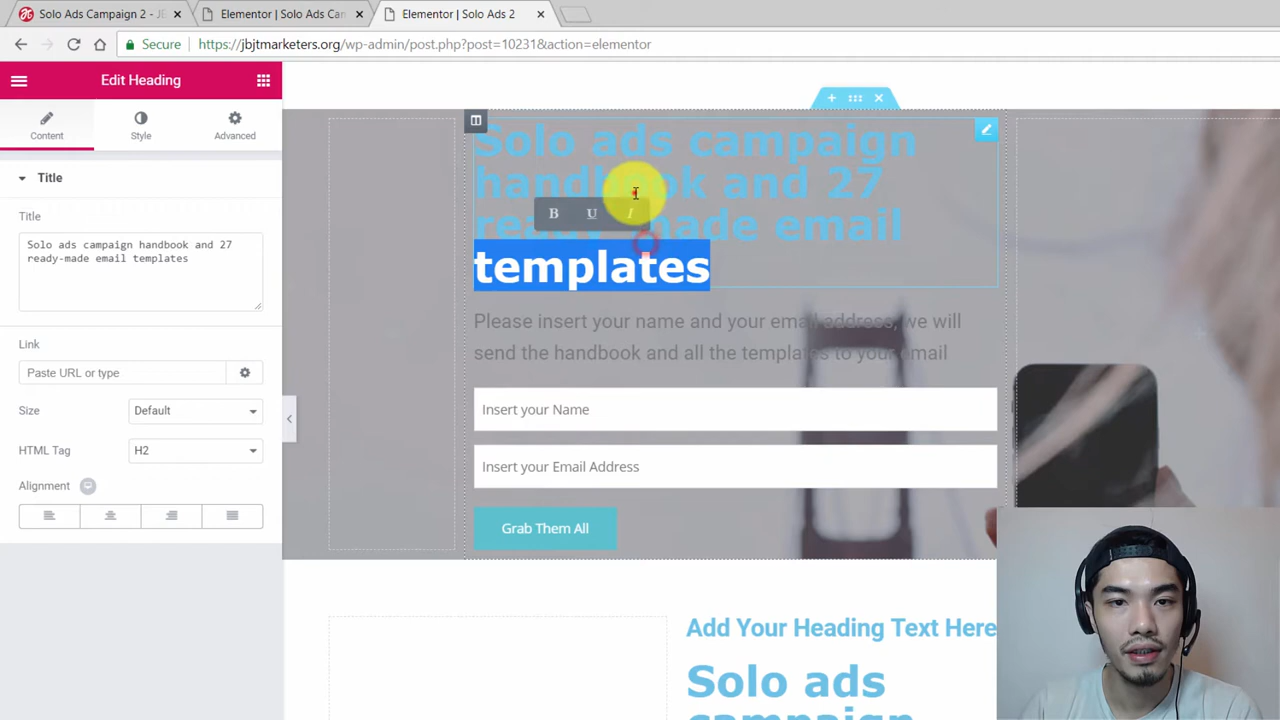 Solo Ads Campaign 2 - JE
Elementor | Solo Ads Can
Elementor | Solo Ads 2
Secure
https://jbjtmarketers.org/wp-admin/post.php?post=10231&action=elementor
Edit Heading
Content
Style
Advanced
Title
Title
Solo ads campaign handbook and 27
ready-made email templates
Link
Paste URL or type
Size
Default
HTML Tag
H2
Alignment
Solo ads campaign
handbook and 27
ready-made email
templates
B U I
Please insert your name and your email address, we will
send the handbook and all the templates to your email
Insert your Name
Insert your Email Address
Grab Them All
Add Your Heading Text Here
Solo ads
campaign